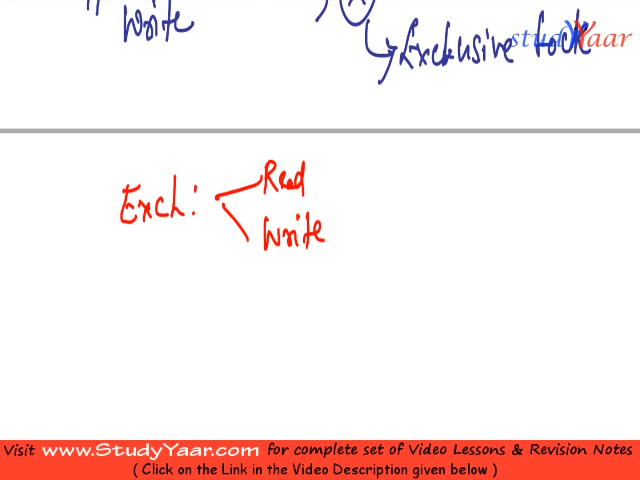 Write
X
Exclusive lock
studyYaar
Exch: Read
Write
Visit www.StudyYaar.com for complete set of Video Lessons & Revision Notes
( Click on the Link in the Video Description given below )